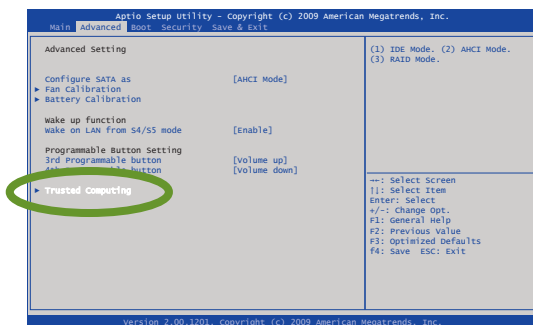 Aptio Setup Utility - Copyright (c) 2009 American Megatrends, Inc.
Main Advanced Boot Security Save & Exit
Advanced Setting
Configure SATA as [AHCI Mode]
► Fan Calibration
► Battery Calibration
Wake up function
Wake on LAN from S4/S5 mode [Enable]
Programmable Button Setting
3rd Programmable button [Volume up]
4th Programmable button [Volume down]
► Trusted Computing
(1) IDE Mode. (2) AHCI Mode.
(3) RAID Mode.
→←: Select Screen
↑↓: Select Item
Enter: Select
+/-: Change Opt.
F1: General Help
F2: Previous Value
F3: Optimized Defaults
f4: Save ESC: Exit
Version 2.00.1201. Copyright (c) 2009 American Megatrends, Inc.